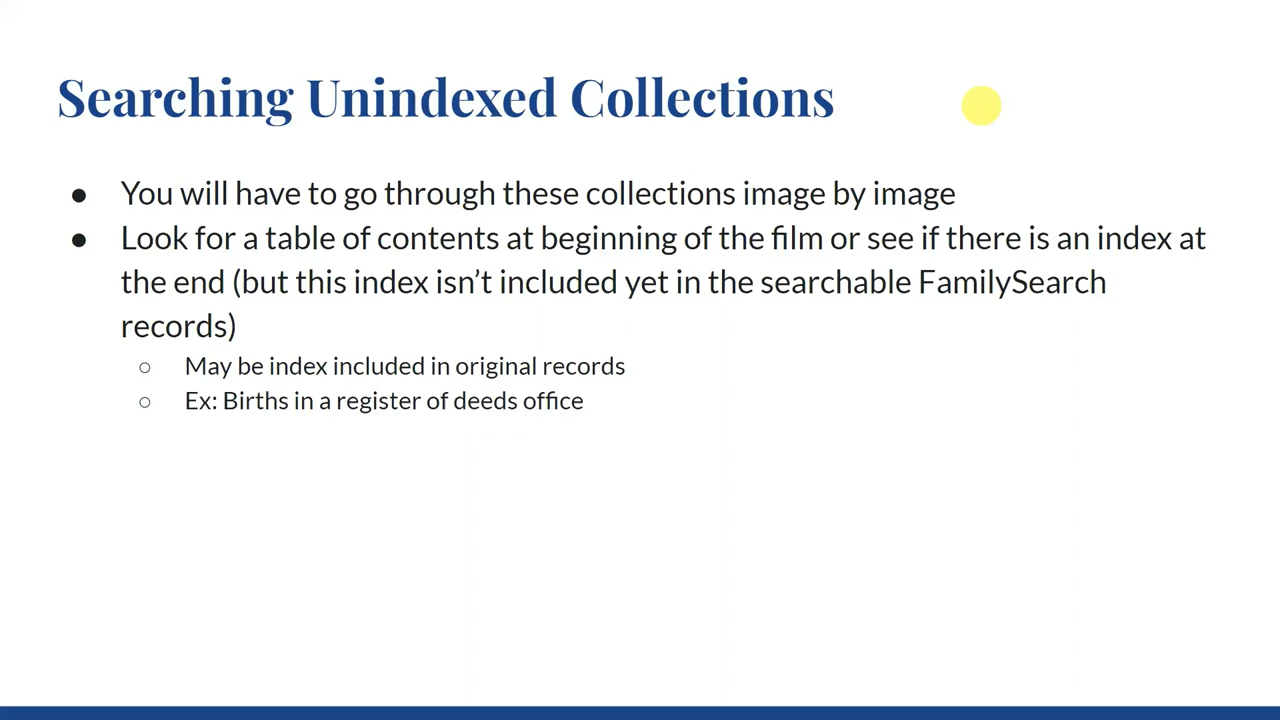 Searching Unindexed Collections
● You will have to go through these collections image by image
● Look for a table of contents at beginning of the film or see if there is an index at
the end (but this index isn’t included yet in the searchable FamilySearch
records)
○ May be index included in original records
○ Ex: Births in a register of deeds office